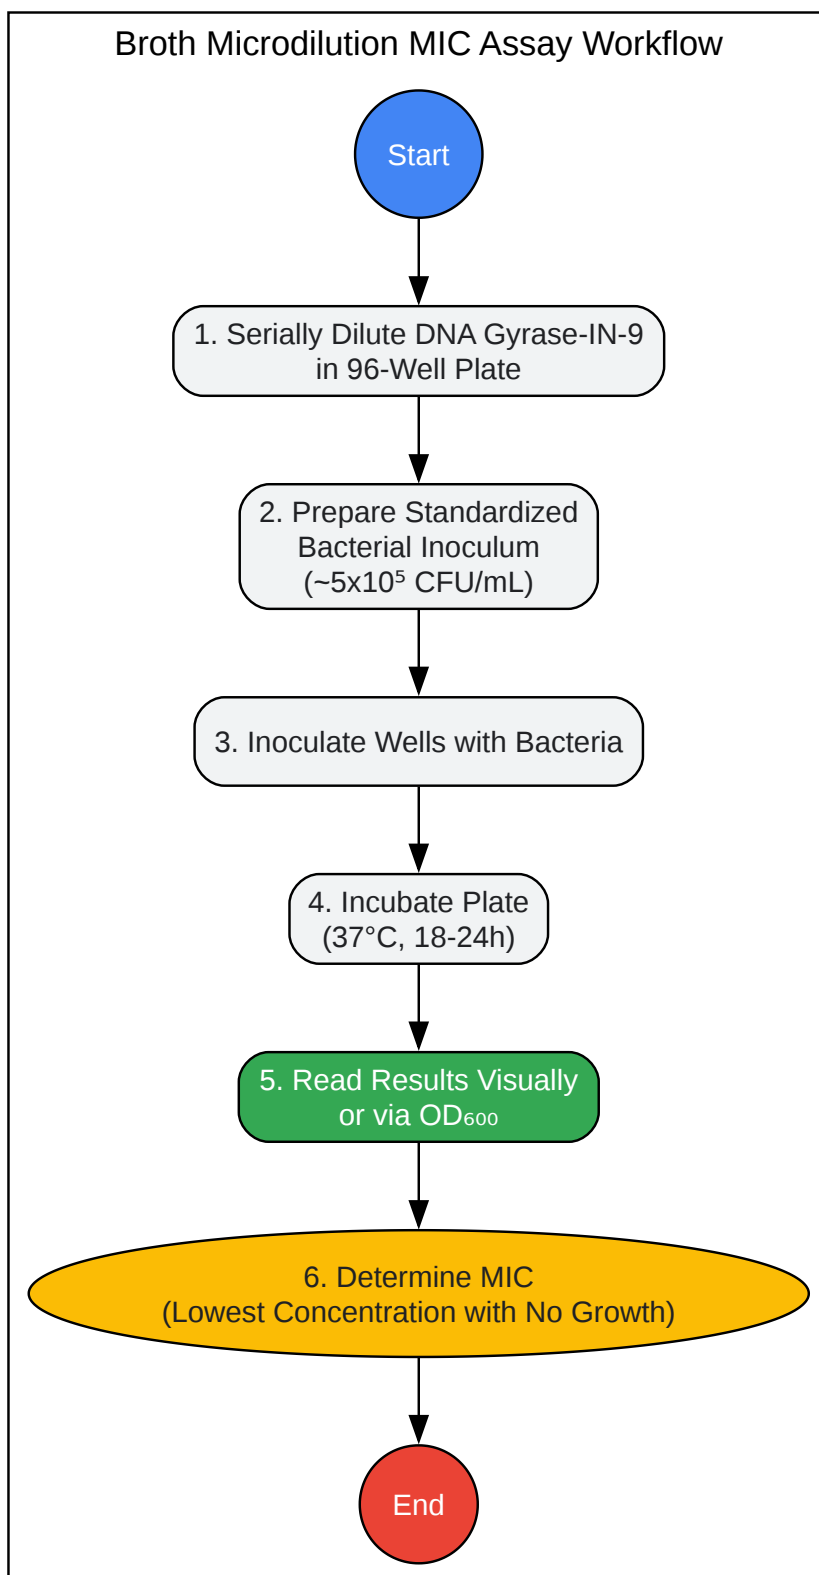 Broth Microdilution MIC Assay Workflow
Start
1. Serially Dilute DNA Gyrase-IN-9
in 96-Well Plate
2. Prepare Standardized
Bacterial Inoculum
(~5x10⁵ CFU/mL)
3. Inoculate Wells with Bacteria
4. Incubate Plate
(37°C, 18-24h)
5. Read Results Visually
or via OD₆₀₀
6. Determine MIC
(Lowest Concentration with No Growth)
End